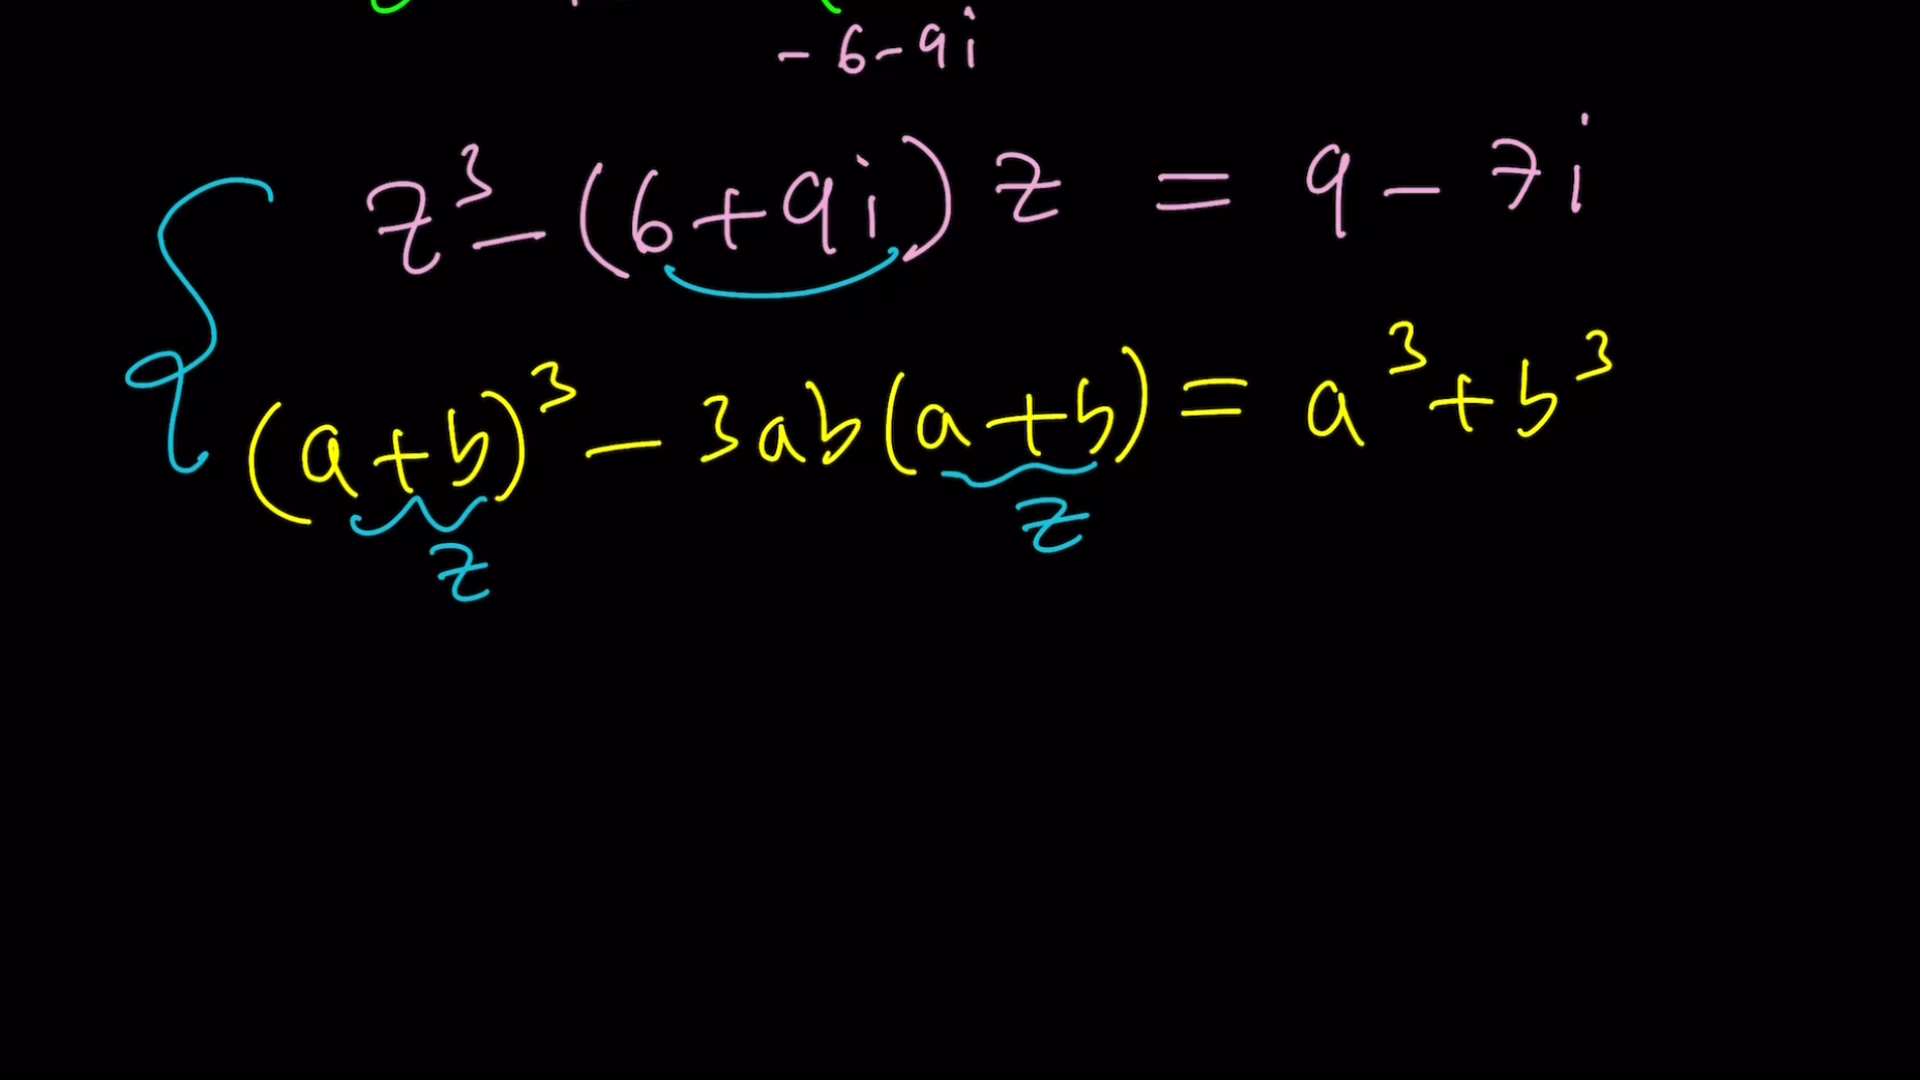 - 6 - 9i
z³ - (6 + 9i) z = 9 - 7i
(a + b)³ - 3ab(a + b) = a³ + b³
z z